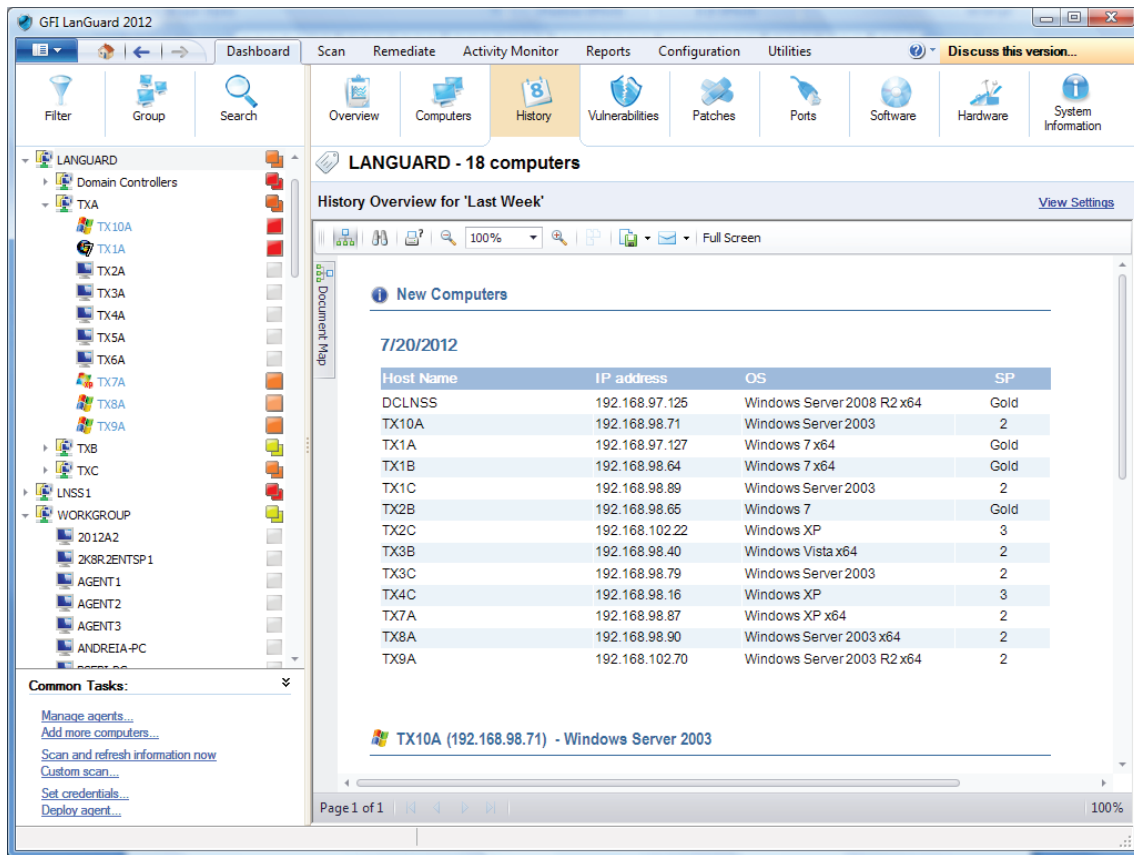 GFI LanGuard 2012
Dashboard Scan Remediate Activity Monitor Reports Configuration Utilities Discuss this version...
Filter Group Search Overview Computers History Vulnerabilities Patches Ports Software Hardware System Information
LANGUARD
Domain Controllers
TXA
TX10A
TX1A
TX2A
TX3A
TX4A
TX5A
TX6A
TX7A
TX8A
TX9A
TXB
TXC
LNSS1
WORKGROUP
2012A2
2K8R2ENTSP1
AGENT1
AGENT2
AGENT3
ANDREIA-PC
Common Tasks:
Manage agents...
Add more computers...
Scan and refresh information now
Custom scan...
Set credentials...
Deploy agent...
LANGUARD - 18 computers
History Overview for 'Last Week' View Settings
100% Full Screen
Document Map
New Computers
7/20/2012
Host Name IP address OS SP
DCLNSS 192.168.97.125 Windows Server 2008 R2 x64 Gold
TX10A 192.168.98.71 Windows Server 2003 2
TX1A 192.168.97.127 Windows 7 x64 Gold
TX1B 192.168.98.64 Windows 7 x64 Gold
TX1C 192.168.98.89 Windows Server 2003 2
TX2B 192.168.98.65 Windows 7 Gold
TX2C 192.168.102.22 Windows XP 3
TX3B 192.168.98.40 Windows Vista x64 2
TX3C 192.168.98.79 Windows Server 2003 2
TX4C 192.168.98.16 Windows XP 3
TX7A 192.168.98.87 Windows XP x64 2
TX8A 192.168.98.90 Windows Server 2003 x64 2
TX9A 192.168.102.70 Windows Server 2003 R2 x64 2
TX10A (192.168.98.71) - Windows Server 2003
Page 1 of 1 100%